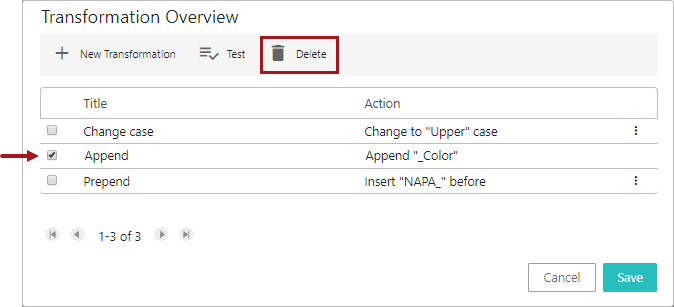 Transformation Overview
New Transformation Test Delete
Title Action
Change case Change to "Upper" case
Append Append "_Color"
Prepend Insert "NAPA_" before
1-3 of 3
Cancel Save